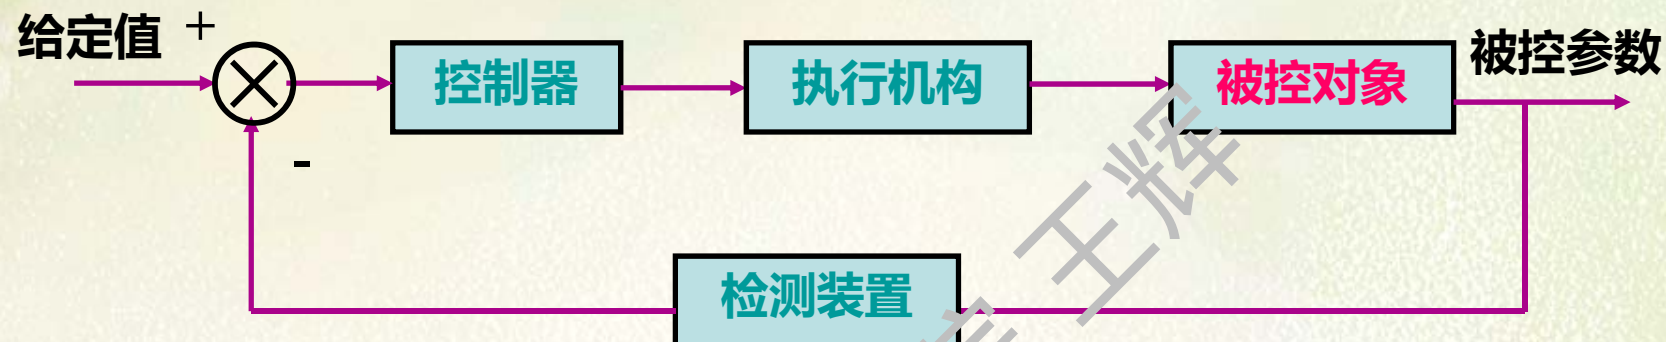 给定值 +
控制器
执行机构
被控对象
被控参数
-
检测装置
王辉